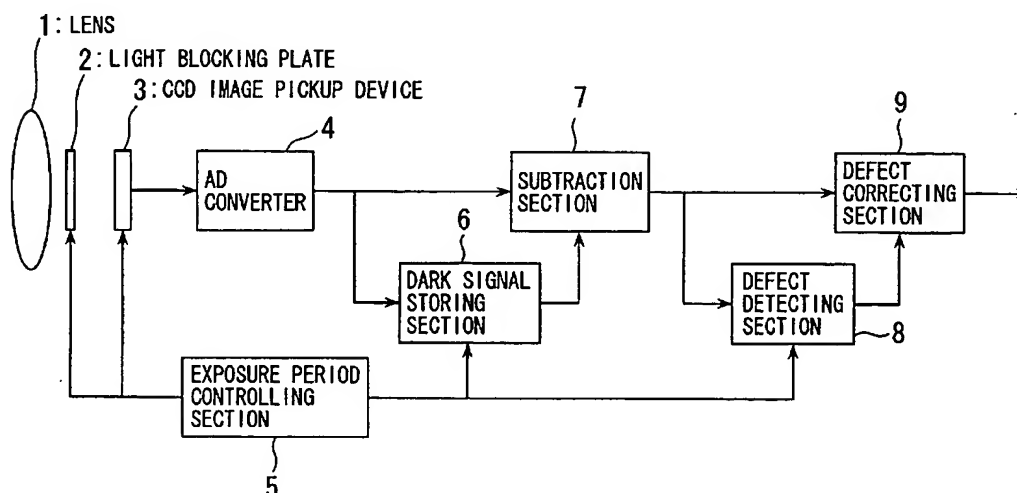 1: LENS
2: LIGHT BLOCKING PLATE
3: CCD IMAGE PICKUP DEVICE
4
AD
CONVERTER
7
SUBTRACTION
SECTION
9
DEFECT
CORRECTING
SECTION
6
DARK SIGNAL
STORING
SECTION
DEFECT
DETECTING
SECTION
8
EXPOSURE PERIOD
CONTROLLING
SECTION
5